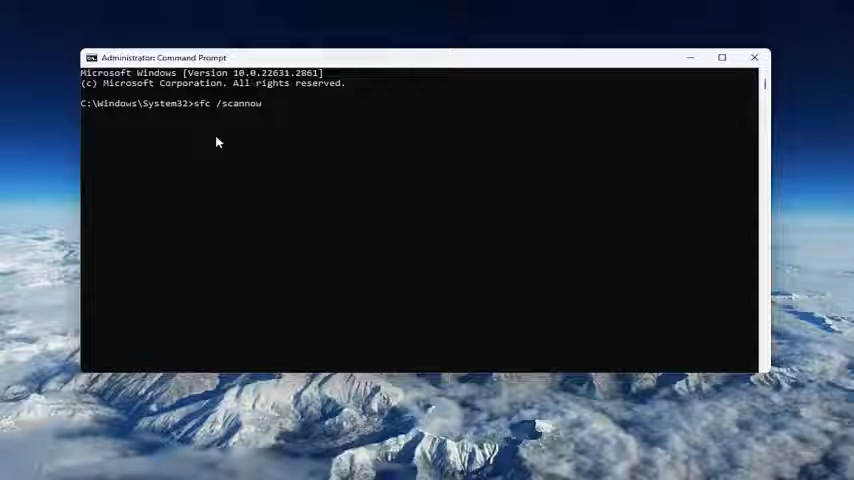 Administrator: Command Prompt
Microsoft Windows [Version 10.0.22631.2861]
(c) Microsoft Corporation. All rights reserved.
C:\Windows\System32>sfc /scannow